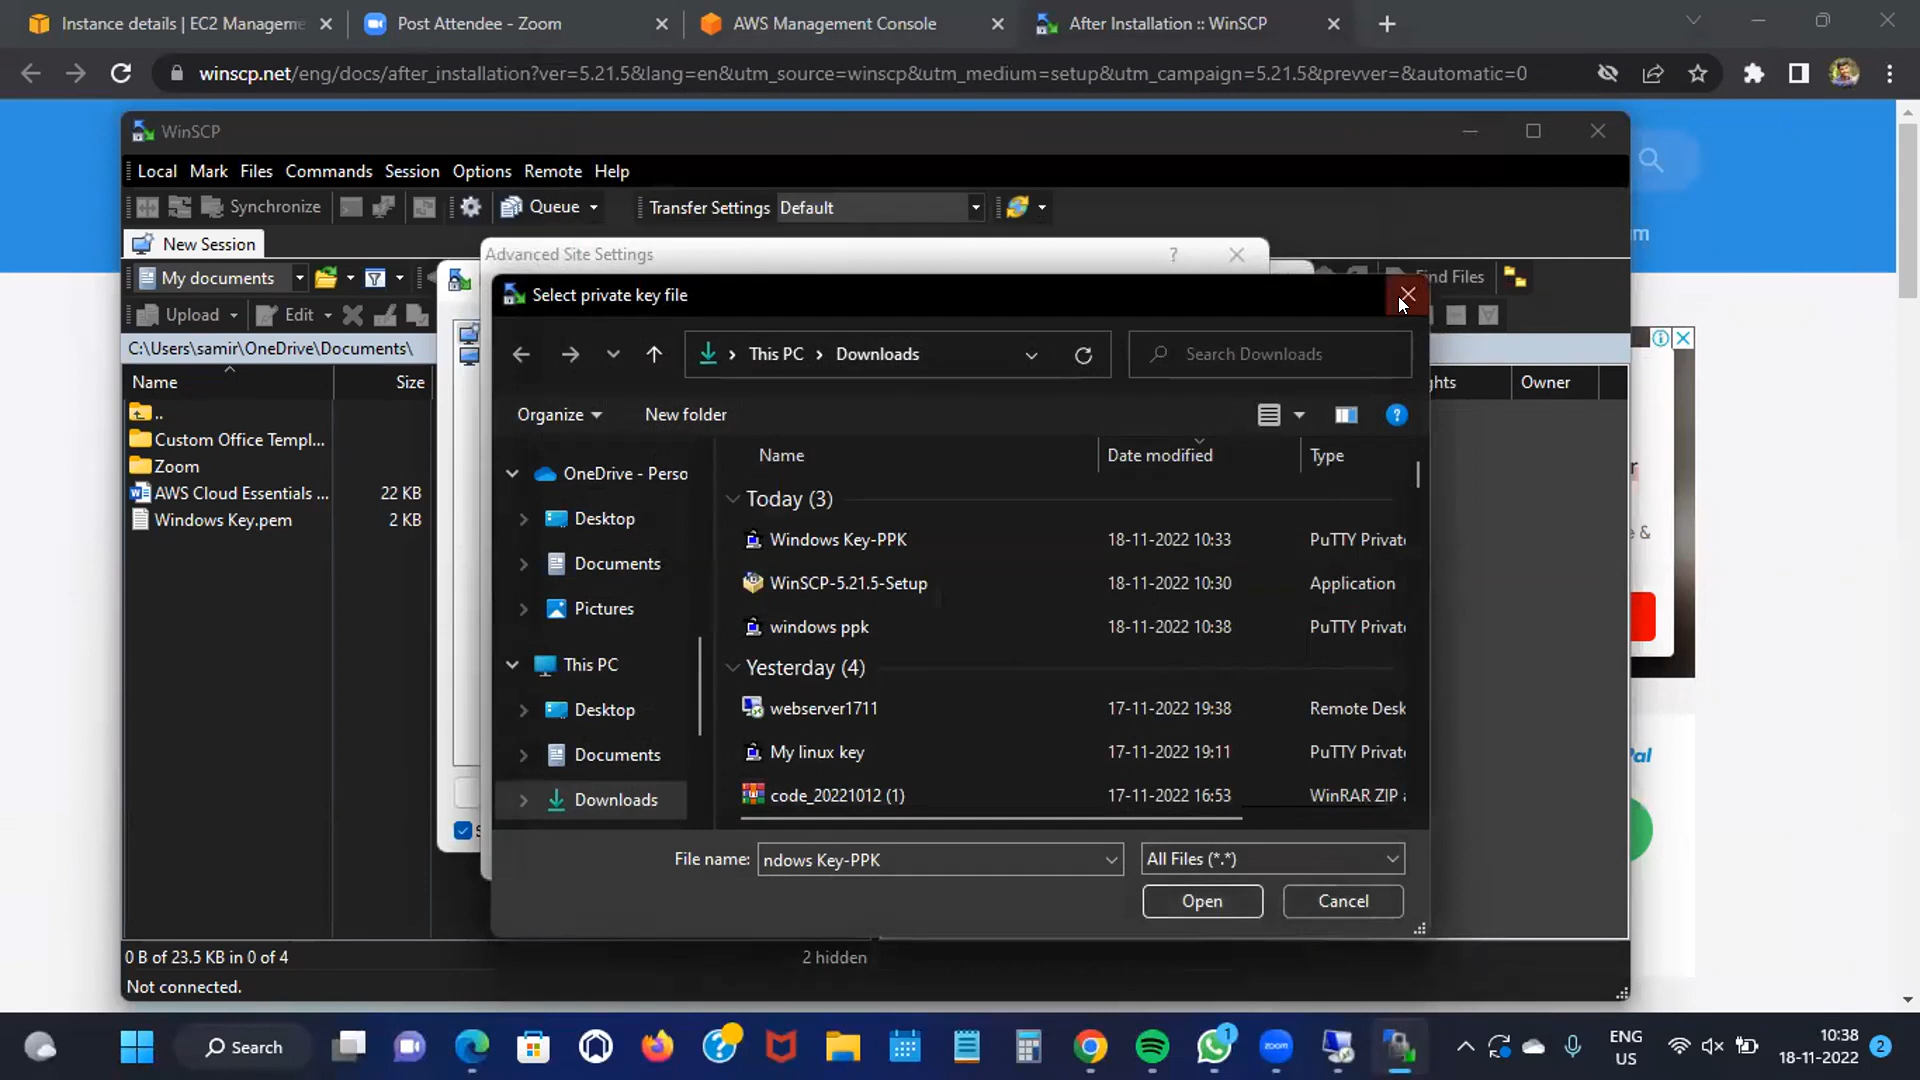 Instance details | EC2 Manageme
Post Attendee - Zoom
AWS Management Console
After Installation :: WinSCP
winscp.net/eng/docs/after_installation?ver=5.21.5&lang=en&utm_source=winscp&utm_medium=setup&utm_campaign=5.21.5&prevver=&automatic=0
WinSCP
Local Mark Files Commands Session Options Remote Help
Synchronize Queue Transfer Settings Default
New Session
Advanced Site Settings ?
My documents
Find Files
Select private key file
Upload Edit
C:\Users\samir\OneDrive\Documents\
This PC > Downloads
Search Downloads
Name Size
ghts Owner
..
Organize New folder
Custom Office Templ...
Zoom
AWS Cloud Essentials ... 22 KB
Windows Key.pem 2 KB
OneDrive - Perso
Desktop
Documents
Pictures
This PC
Desktop
Documents
Downloads
Name Date modified Type
Today (3)
Windows Key-PPK 18-11-2022 10:33 PuTTY Privat
WinSCP-5.21.5-Setup 18-11-2022 10:30 Application
windows ppk 18-11-2022 10:38 PuTTY Privat
Yesterday (4)
webserver1711 17-11-2022 19:38 Remote Desk
My linux key 17-11-2022 19:11 PuTTY Privat
code_20221012 (1) 17-11-2022 16:53 WinRAR ZIP
File name: ndows Key-PPK All Files (*.*)
Open Cancel
0 B of 23.5 KB in 0 of 4
2 hidden
Not connected.
um
r
&
Pal
Search
zoom
1
ENG
US
10:38
18-11-2022
2